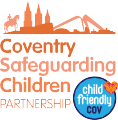 Coventry
Safeguarding
Children
PARTNERSHIP
child
friendly
COV